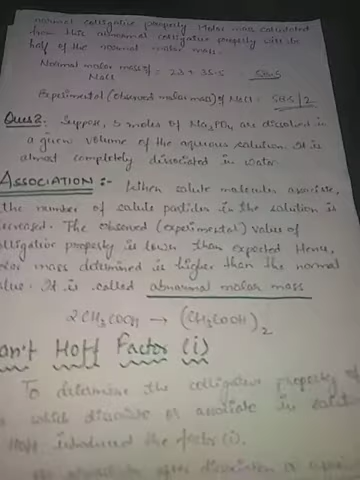 normal colligative property Molar mass calculated
from this abnormal colligative property will be
half of the normal molar mass.
Normal molar mass of = 23 + 35.5 58.5
NaCl
Experimental (Observed molar mass) of NaCl = 58.5/2
Ques2: Suppose, 5 moles of Na3PO4 are dissolved in
a given volume of the aqueous solution. It is
almost completely dissociated in water.
ASSOCIATION :- When solute molecules associate,
the number of solute particles in the solution is
decreased. The observed (experimental) value of
colligative property is lower than expected Hence,
molar mass determined is higher than the normal
value. It is called abnormal molar mass
2CH3COOH → (CH3COOH)2
an't Hoff Factor (i)
To determine the colligative property of
which dissociate or associate in
Hoff introduced the factor (i).
after dissociation or